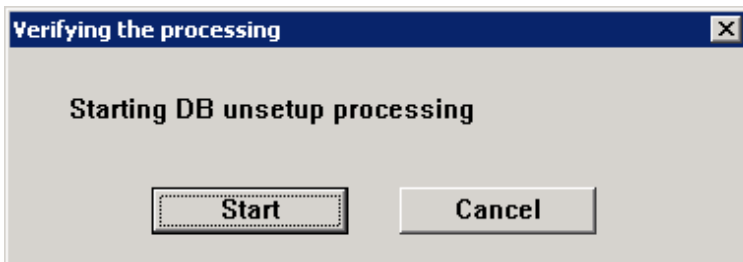 Verifying the processing
Starting DB unsetup processing
Start
Cancel